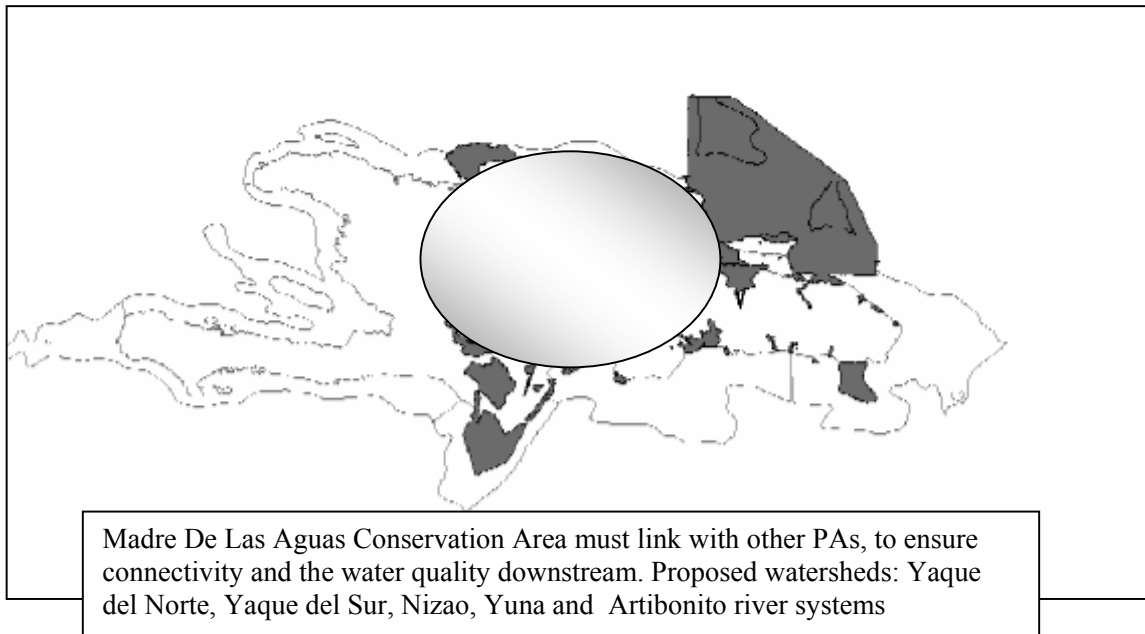 Madre De Las Aguas Conservation Area must link with other PAs, to ensure
connectivity and the water quality downstream. Proposed watersheds: Yaque
del Norte, Yaque del Sur, Nizao, Yuna and  Artibonito river systems